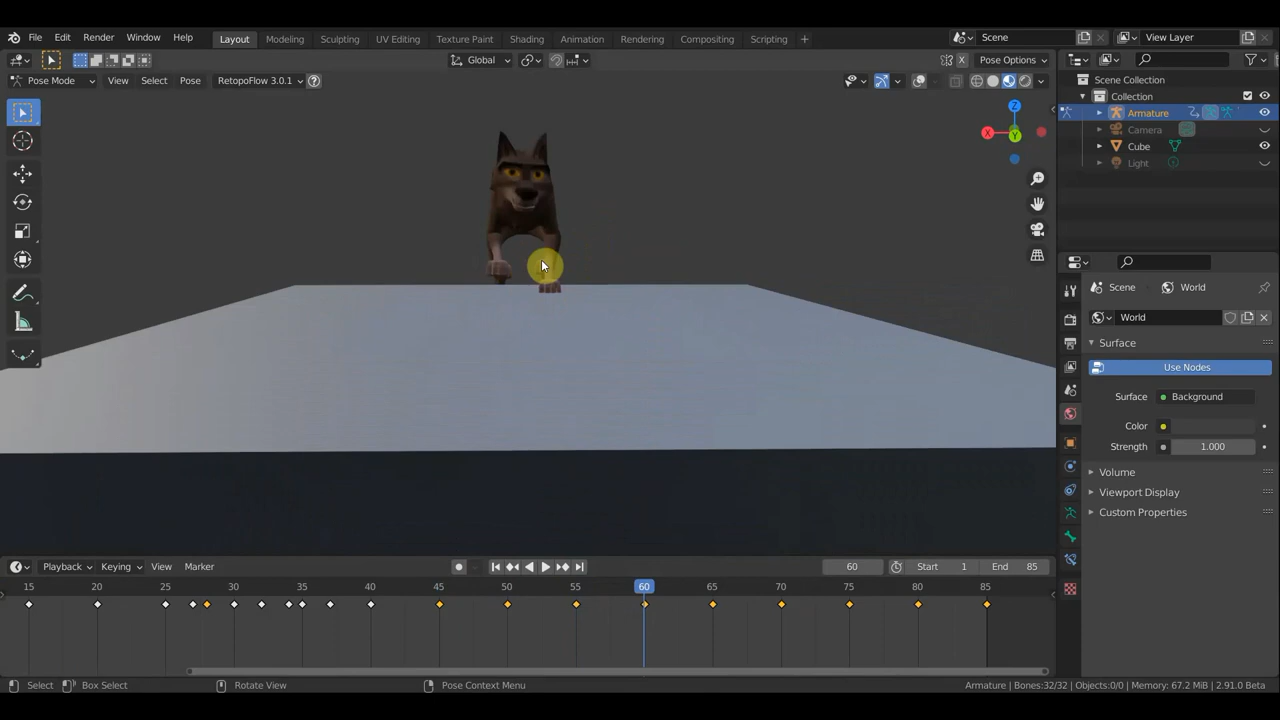 File Edit Render Window Help Layout Modeling Sculpting UV Editing Texture Paint Shading Animation Rendering Compositing Scripting + Scene View Layer
Global Pose Options
Pose Mode View Select Pose RetopoFlow 3.0.1 ?
Scene Collection
Collection
Armature
Camera
Cube
Light
Z
X
Y
Scene World
World
Surface
Use Nodes
Surface Background
Color
Strength 1.000
Volume
Viewport Display
Custom Properties
Playback Keying View Marker 60 Start 1 End 85
15 20 25 30 35 40 45 50 55 60 65 70 75 80 85
Select Box Select Rotate View Pose Context Menu Armature | Bones:32/32 | Objects:0/0 | Memory: 67.2 MiB | 2.91.0 Beta